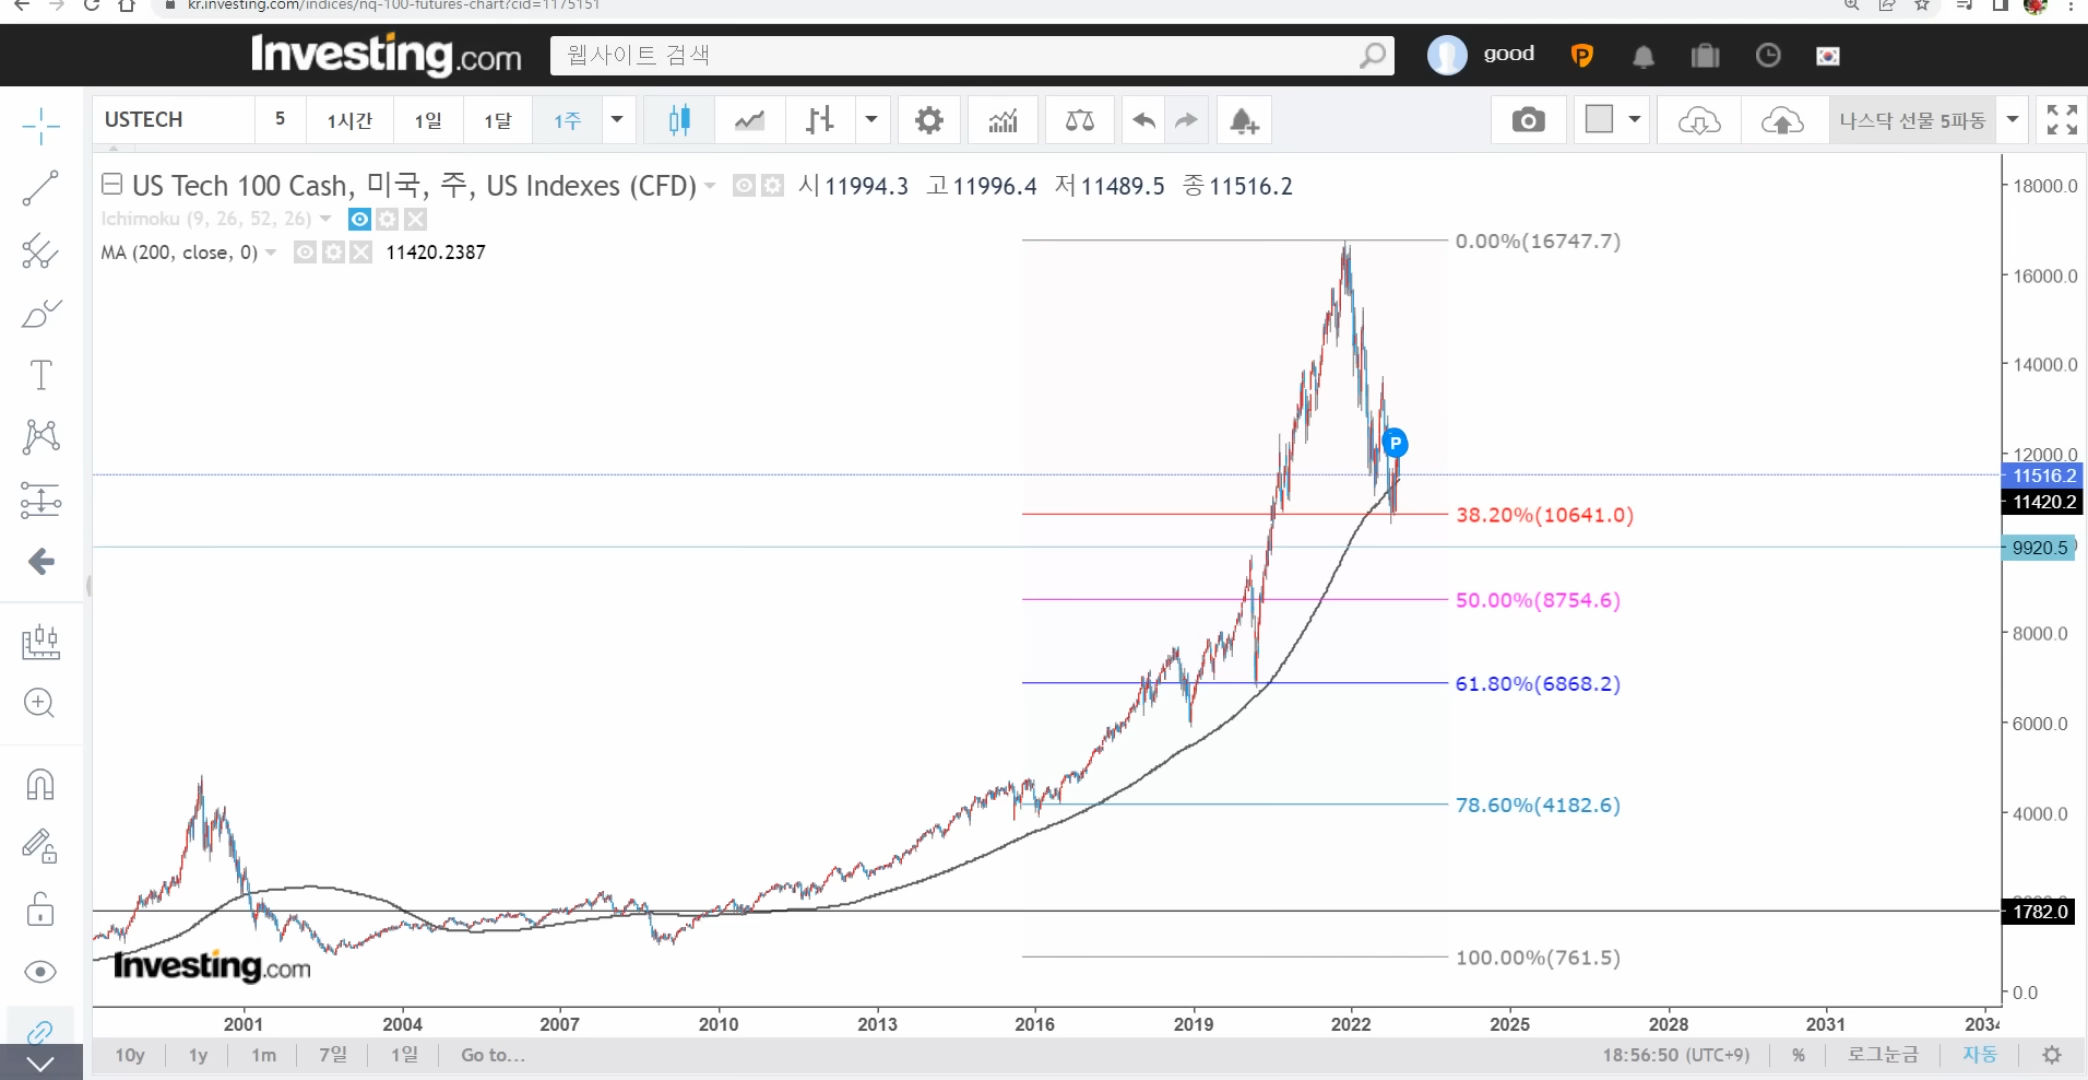 kr.investing.com/indices/nq-100-futures-chart?cid=1175151
Investing.com 웹사이트 검색 good
USTECH 5 1시간 1일 1달 1주 나스닥 선물 5파동
US Tech 100 Cash, 미국, 주, US Indexes (CFD) 시 11994.3 고 11996.4 저 11489.5 종 11516.2
Ichimoku (9, 26, 52, 26)
MA (200, close, 0) 11420.2387
18000.0
0.00%(16747.7)
16000.0
14000.0
P
12000.0
11516.2
11420.2
38.20%(10641.0)
9920.5
50.00%(8754.6)
8000.0
61.80%(6868.2)
6000.0
78.60%(4182.6)
4000.0
1782.0
100.00%(761.5)
Investing.com
0.0
2001 2004 2007 2010 2013 2016 2019 2022 2025 2028 2031
10y 1y 1m 7일 1일 Go to... 18:56:50 (UTC+9) % 로그눈금 자동